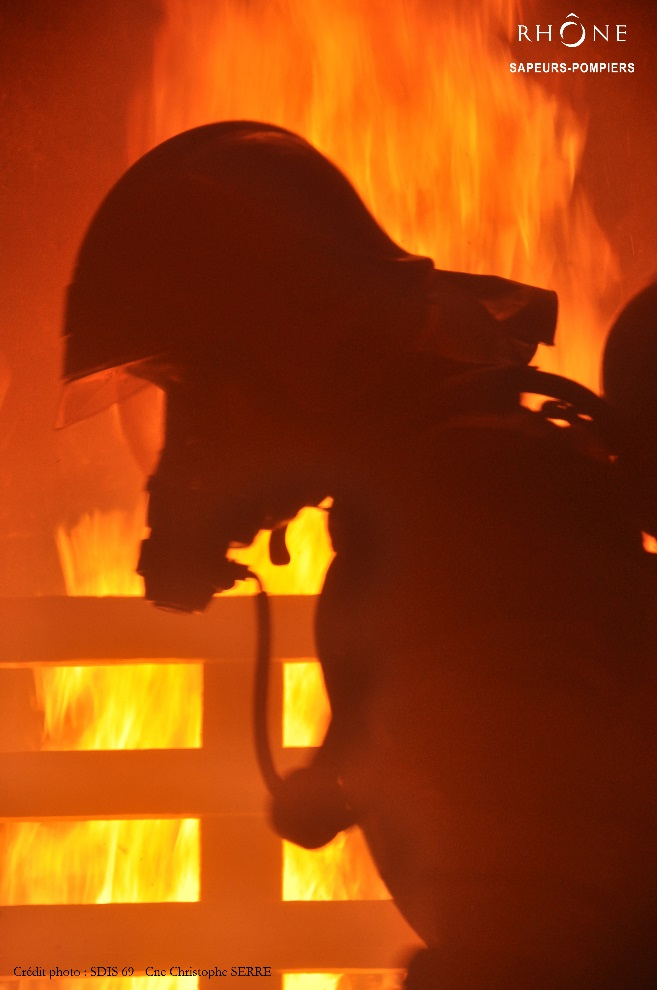 RHÔNE
SAPEURS-POMPIERS
Crédit photo : SDIS 69 Cne Christophe SERRE